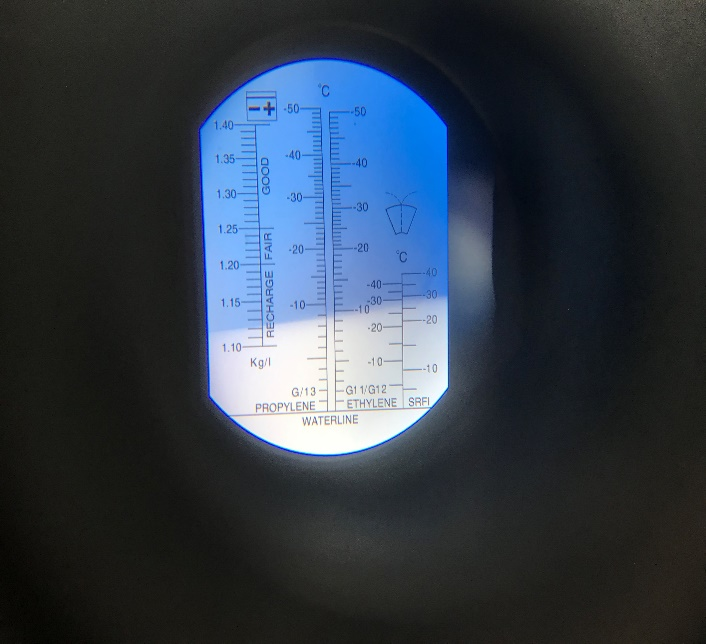 °C
- +
1.40
1.35
1.30
1.25
1.20
1.15
1.10
Kg/l
GOOD
FAIR
RECHARGE
-50
-40
-30
-20
-10
G/13
PROPYLENE
-50
-40
-30
-20
-10
G11/G12
ETHYLENE
°C
-40
-30
-20
-10
-40
-30
-20
-10
SRFI
WATERLINE